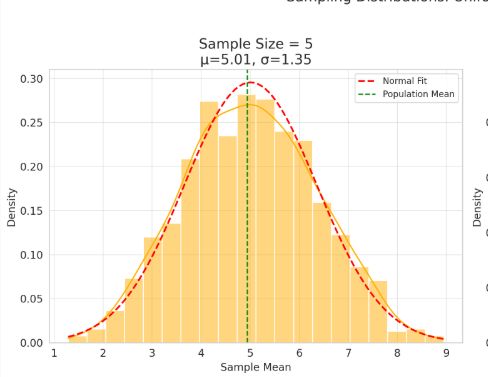 Sampling Distributions:
Sample Size = 5
μ=5.01, σ=1.35
Normal Fit
Population Mean
0.30
0.25
0.20
0.15
0.10
0.05
0.00
Density
Density
1 2 3 4 5 6 7 8 9
Sample Mean